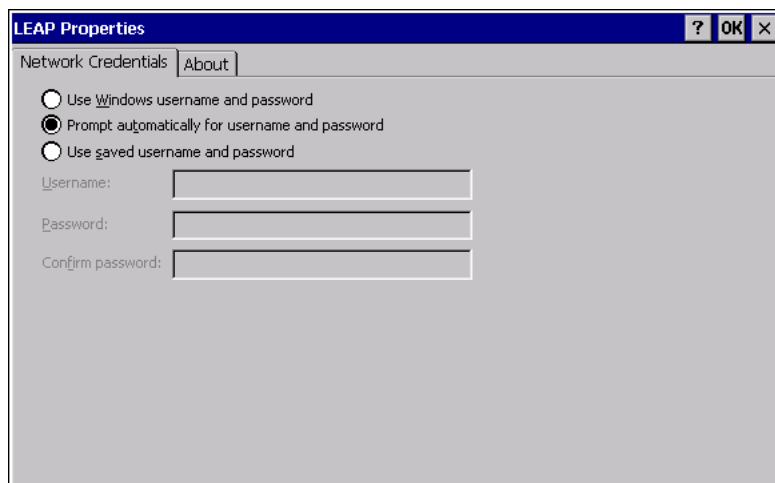 LEAP Properties ? OK ×
Network Credentials About
Use Windows username and password
Prompt automatically for username and password
Use saved username and password
Username:
Password:
Confirm password: